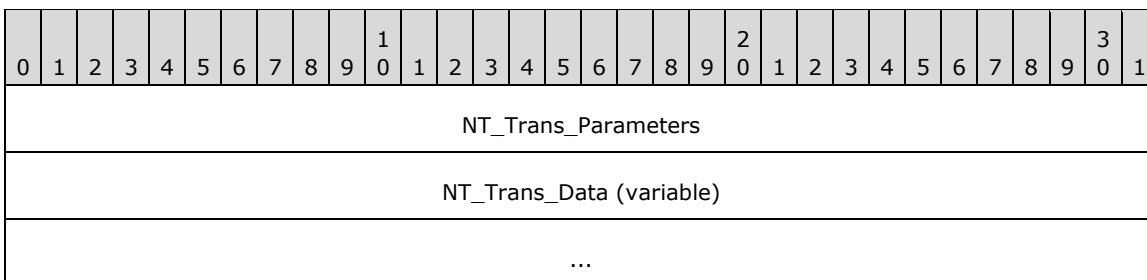 1 2 3
0 1 2 3 4 5 6 7 8 9 0 1 2 3 4 5 6 7 8 9 0 1 2 3 4 5 6 7 8 9 0 1
NT_Trans_Parameters
NT_Trans_Data (variable)
...